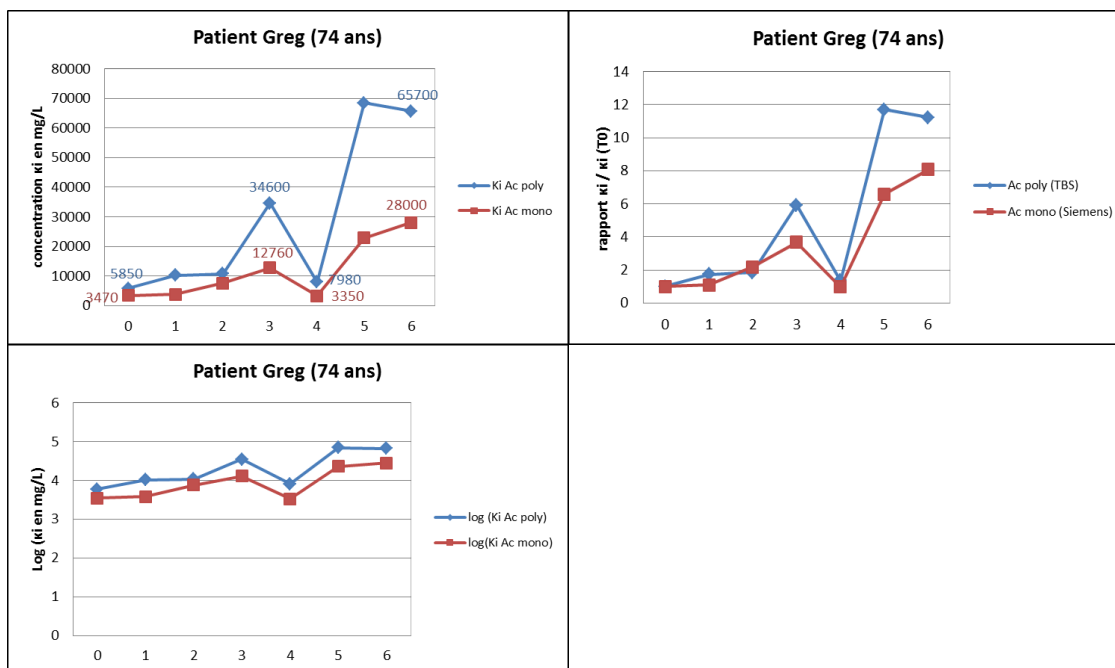 Patient Greg (74 ans)
concentration κi en mg/L
80000
70000
60000
50000
40000
30000
20000
10000
0
5850
34600
7980
65700
3470
12760
3350
28000
0 1 2 3 4 5 6
Ki Ac poly
Ki Ac mono
Patient Greg (74 ans)
rapport κi / κi (T0)
14
12
10
8
6
4
2
0
0 1 2 3 4 5 6
Ac poly (TBS)
Ac mono (Siemens)
Patient Greg (74 ans)
Log (κi en mg/L)
6
5
4
3
2
1
0
0 1 2 3 4 5 6
log (Ki Ac poly)
log(Ki Ac mono)